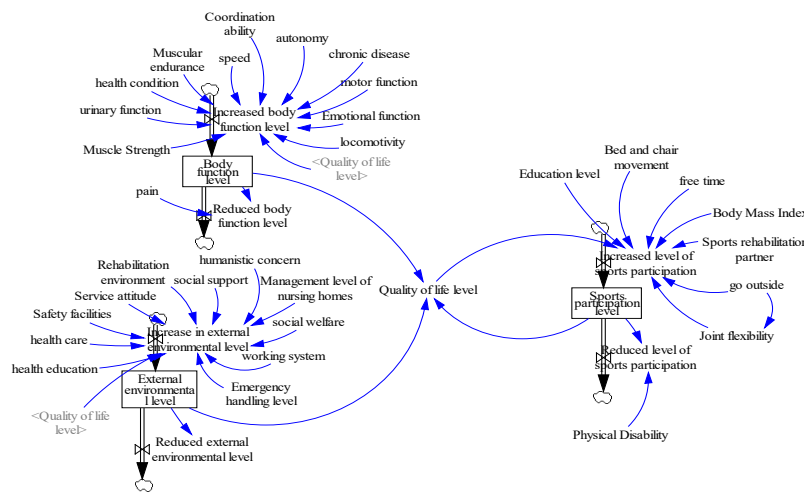 Coordination
ability
autonomy
Muscular
endurance
speed
chronic disease
health condition
motor function
urinary function
Increased body
function level
Emotional function
Muscle Strength
locomotivity
<Quality of life
level>
Body
function
level
pain
Reduced body
function level
Bed and chair
movement
Education level
free time
Body Mass Index
Sports rehabilitation
partner
Increased level of
sports participation
go outside
Sports
participation
level
Joint flexibility
Reduced level of
sports participation
Physical Disability
Quality of life level
humanistic concern
Rehabilitation
environment
social support
Management level of
nursing homes
Service attitude
Safety facilities
social welfare
Increase in external
environmental level
health care
working system
health education
Emergency
handling level
External
environmenta
l level
<Quality of life
level>
Reduced external
environmental level